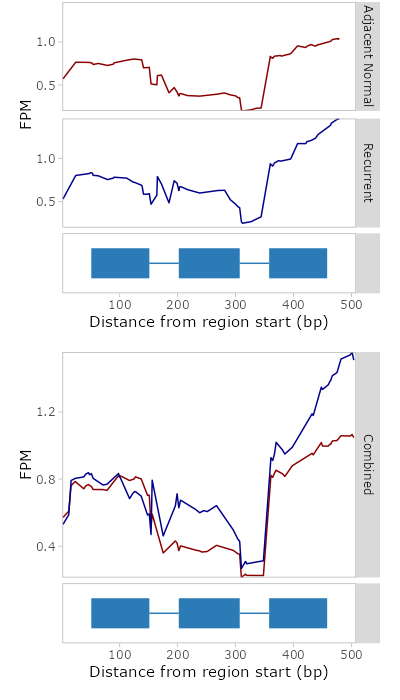 Adjacent Normal
1.0
0.5
FPM
Recurrent
1.0
0.5
100 200 300 400 500
Distance from region start (bp)
Combined
1.2
0.8
0.4
FPM
100 200 300 400 500
Distance from region start (bp)